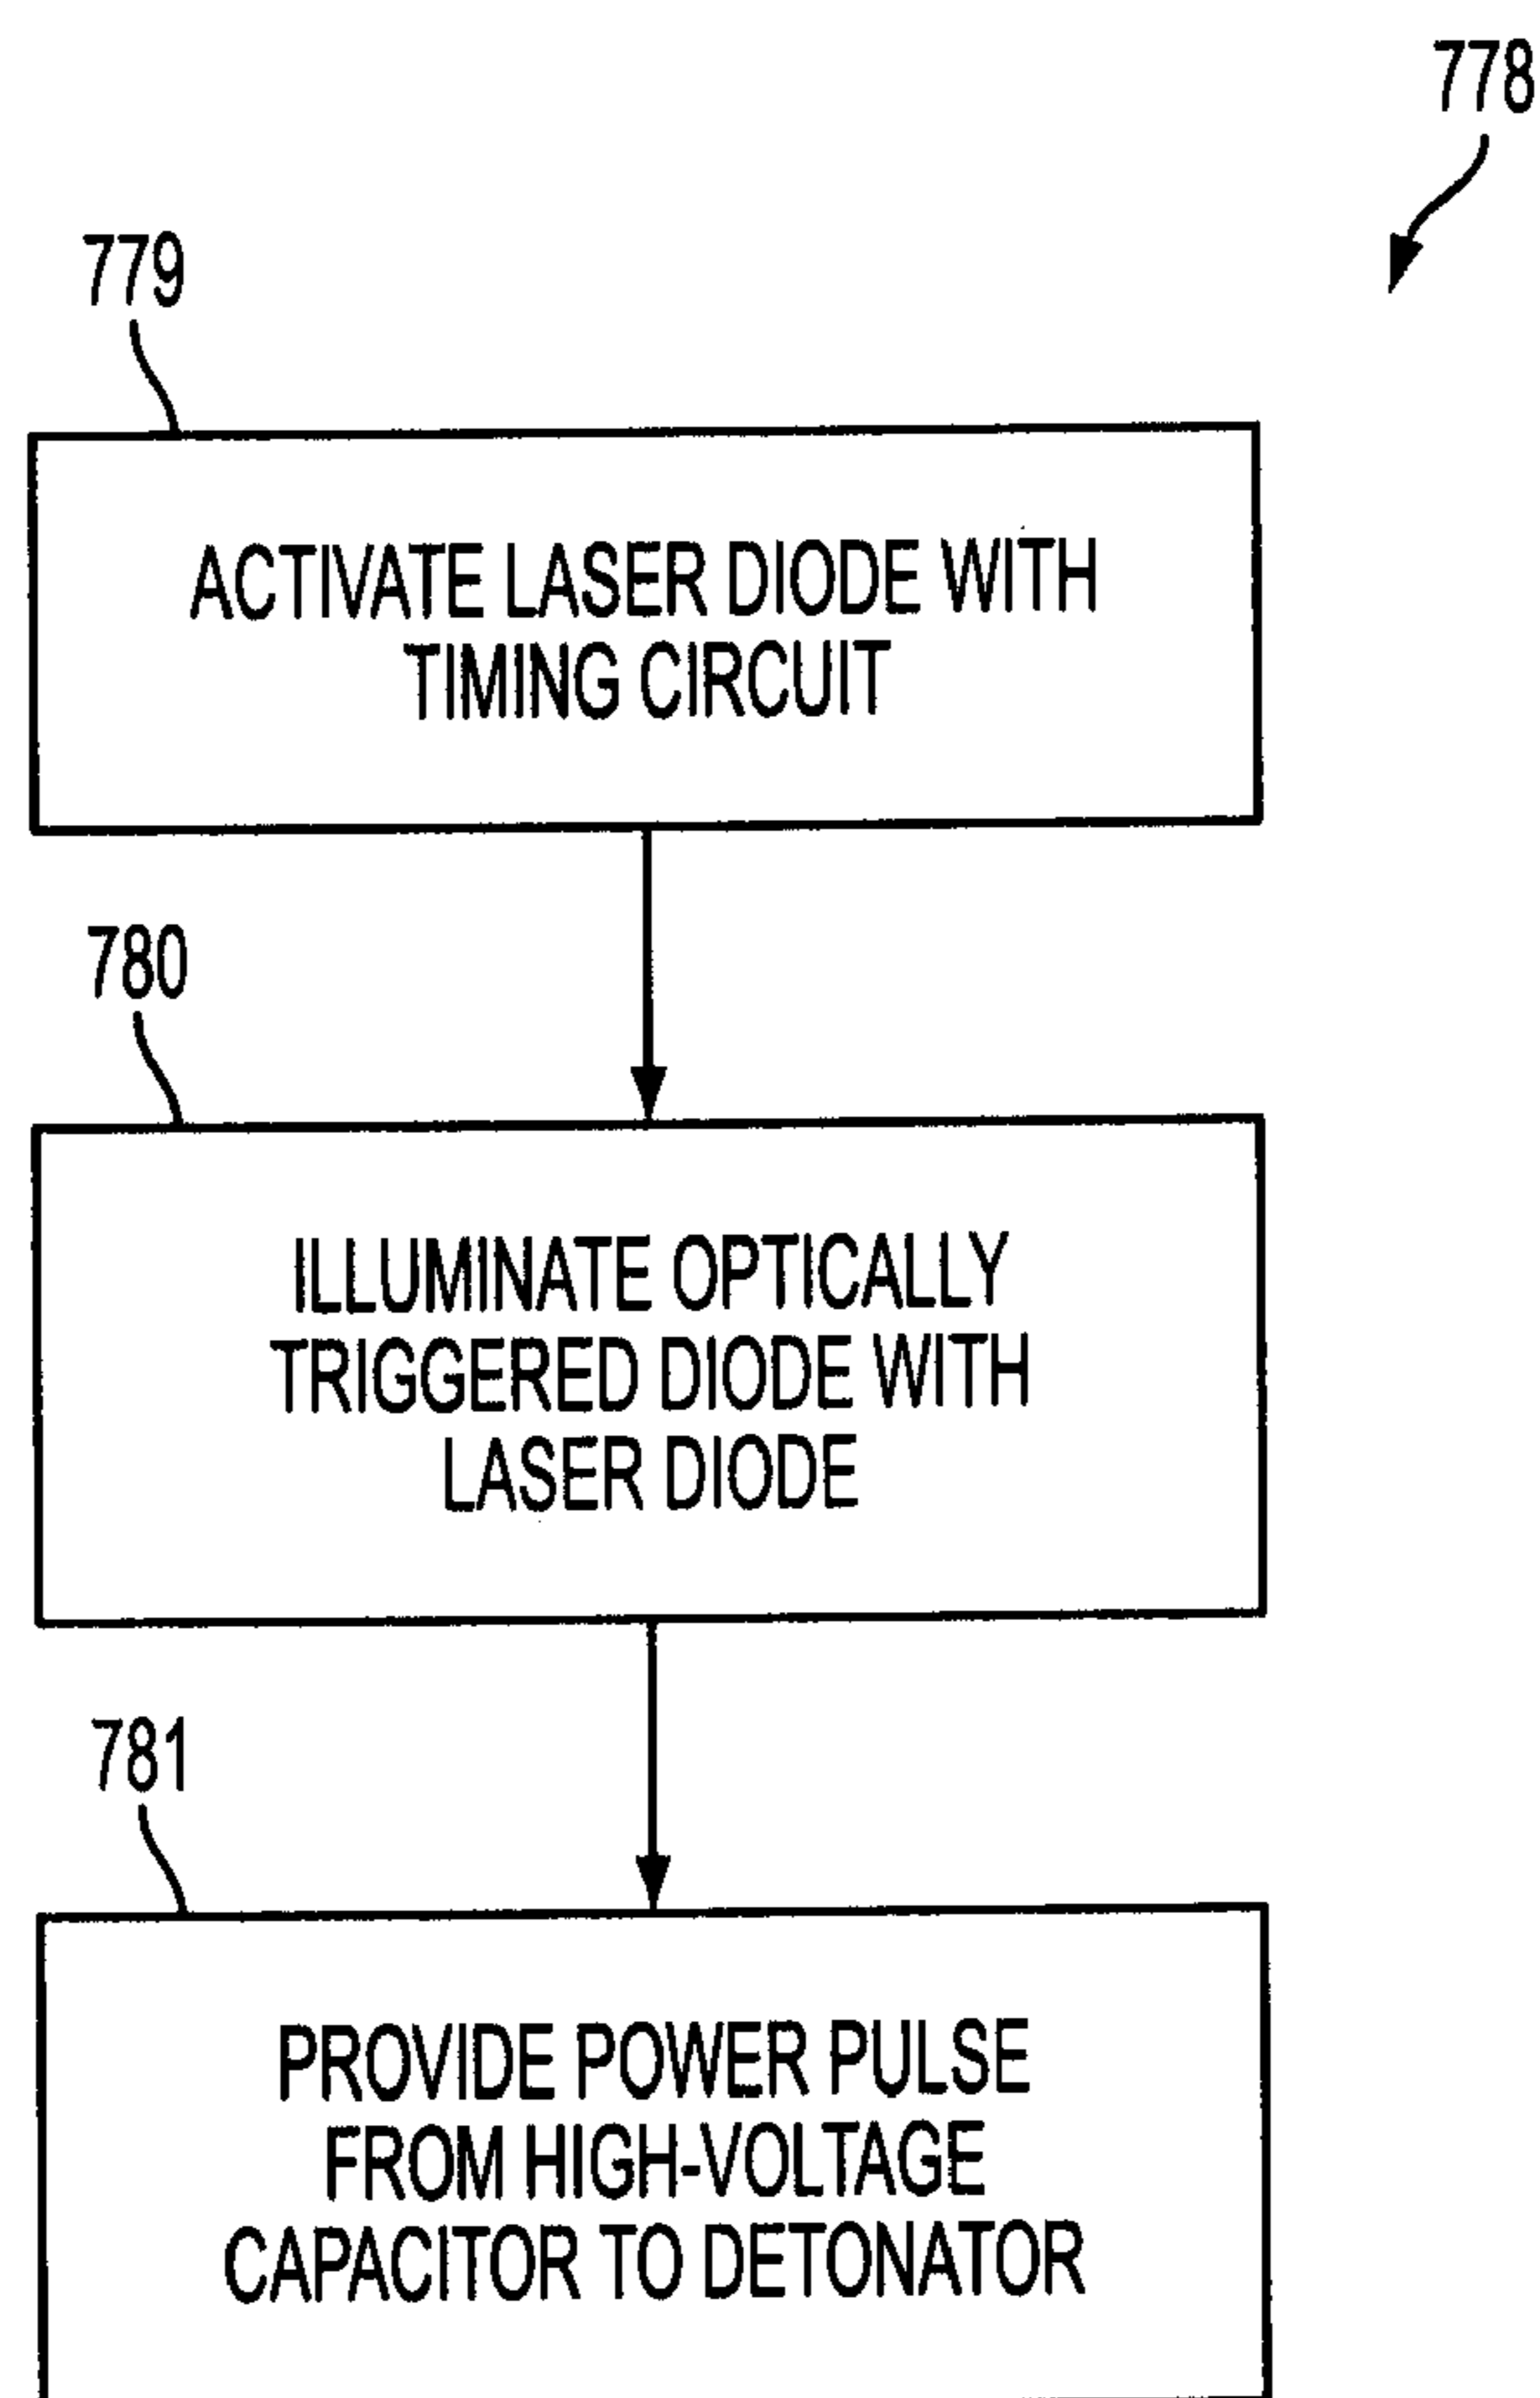 778
779
ACTIVATE LASER DIODE WITH
TIMING CIRCUIT
780
ILLUMINATE OPTICALLY
TRIGGERED DIODE WITH
LASER DIODE
781
PROVIDE POWER PULSE
FROM HIGH-VOLTAGE
CAPACITOR TO DETONATOR